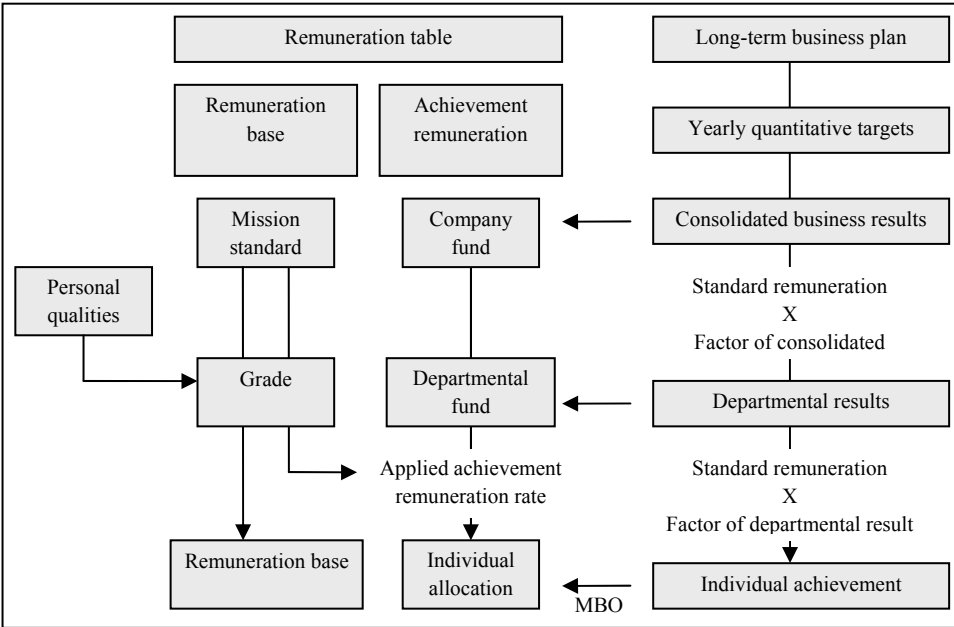 Remuneration table
Long-term business plan
Remuneration
base
Achievement
remuneration
Yearly quantitative targets
Mission
standard
Company
fund
Consolidated business results
Personal
qualities
Standard remuneration
X
Factor of consolidated
Grade
Departmental
fund
Departmental results
Applied achievement
remuneration rate
Standard remuneration
X
Factor of departmental result
Remuneration base
Individual
allocation
MBO
Individual achievement